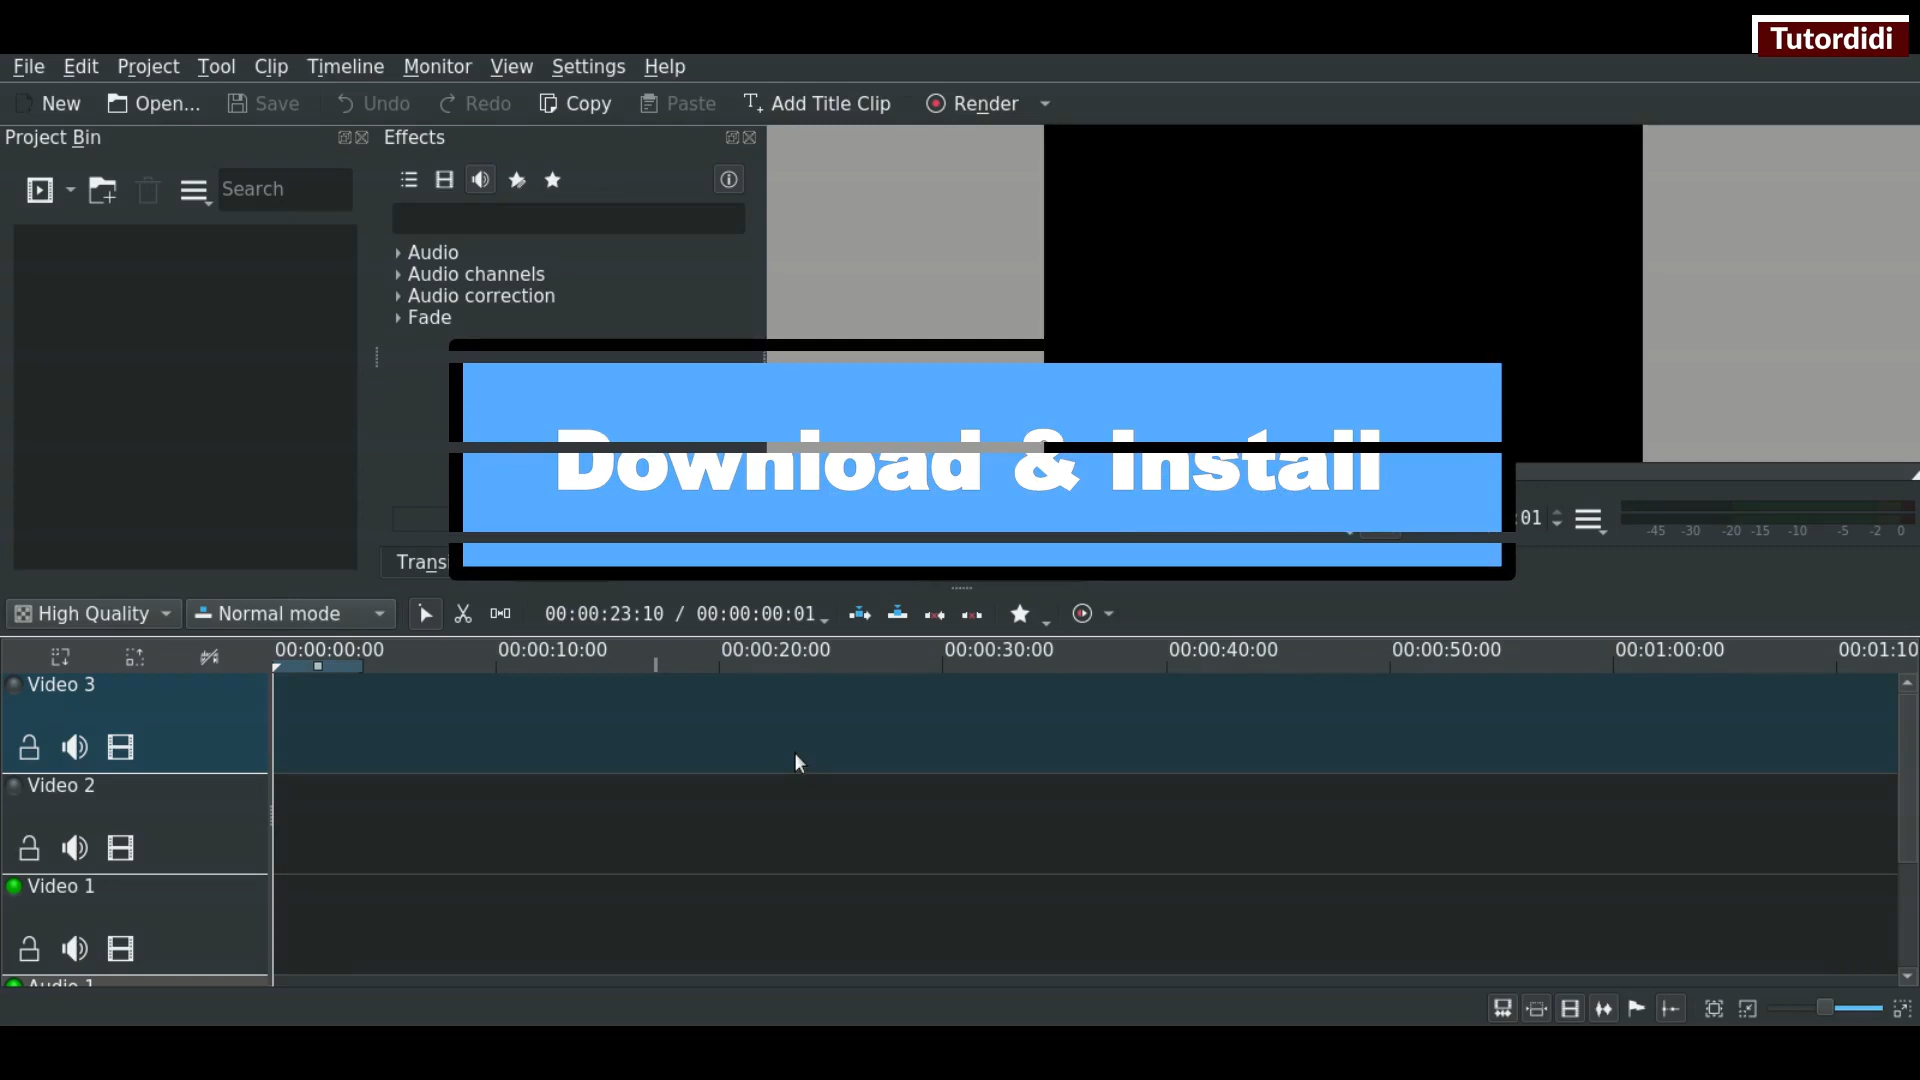 Tutordidi
File Edit Project Tool Clip Timeline Monitor View Settings Help
New Open... Save Undo Redo Copy Paste Add Title Clip Render
Project Bin
Effects
Search
Audio
Audio channels
Audio correction
Fade
Download & Install
:01
-45 -30 -20 -15 -10 -5 -2 0
Trans
High Quality Normal mode 00:00:23:10 / 00:00:00:01
00:00:00:00 00:00:10:00 00:00:20:00 00:00:30:00 00:00:40:00 00:00:50:00 00:01:00:00 00:01:10
Video 3
Video 2
Video 1
Audio 1